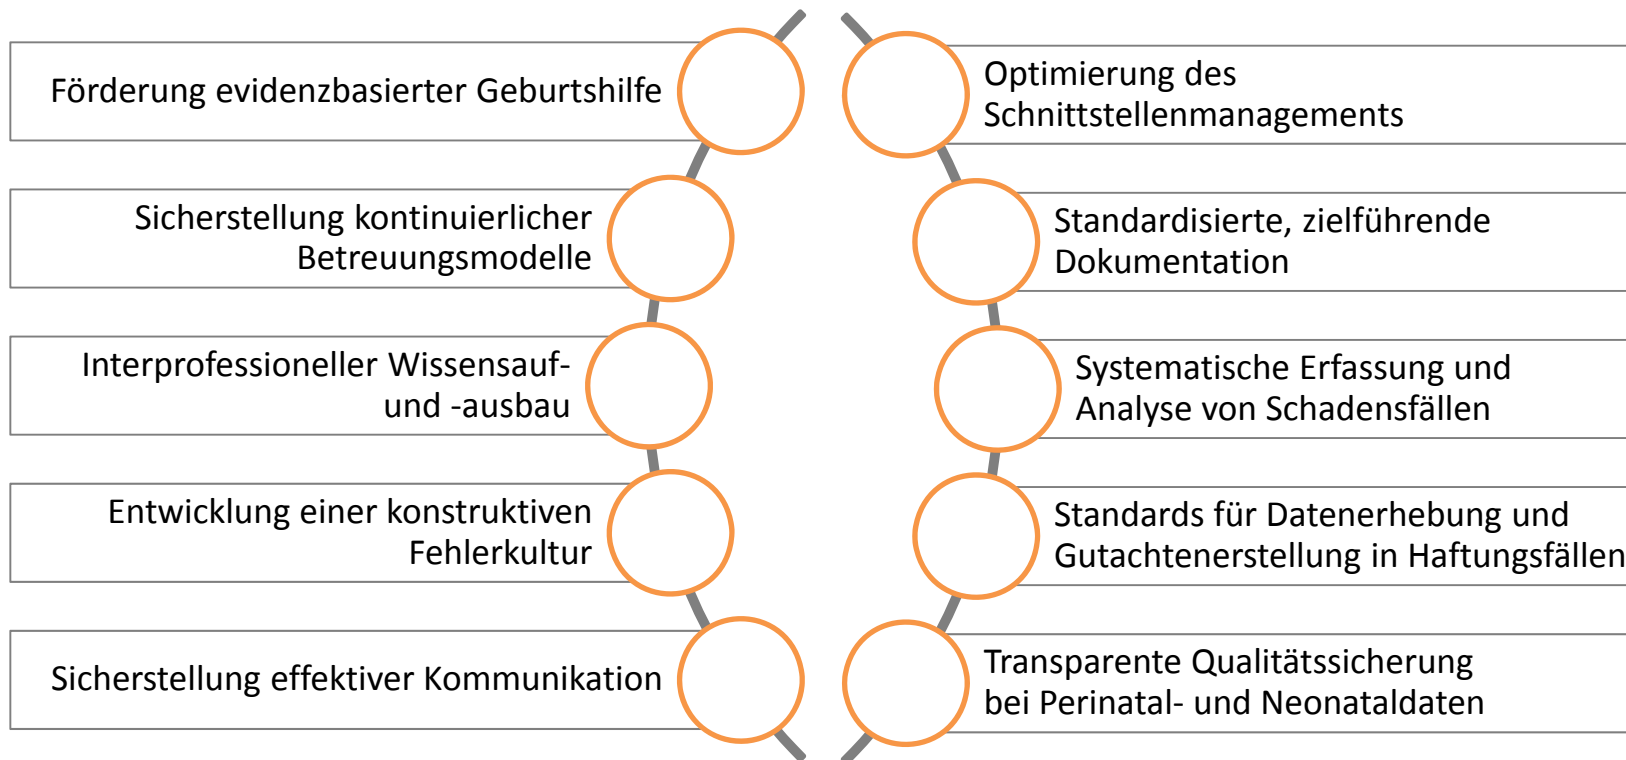 Förderung evidenzbasierter Geburtshilfe
Sicherstellung kontinuierlicher
Betreuungsmodelle
Interprofessioneller Wissensauf-
und -ausbau
Entwicklung einer konstruktiven
Fehlerkultur
Sicherstellung effektiver Kommunikation
Optimierung des
Schnittstellenmanagements
Standardisierte, zielführende
Dokumentation
Systematische Erfassung und
Analyse von Schadensfällen
Standards für Datenerhebung und
Gutachtenerstellung in Haftungsfällen
Transparente Qualitätssicherung
bei Perinatal- und Neonataldaten